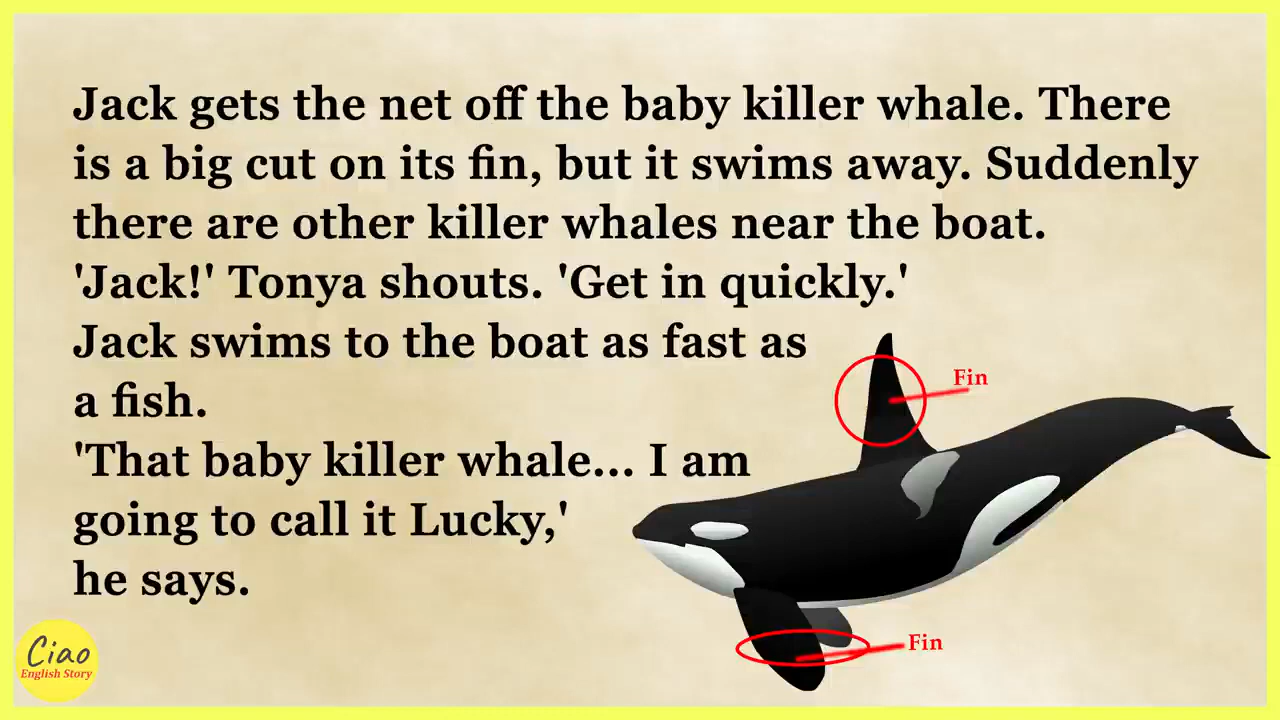 Jack gets the net off the baby killer whale. There
is a big cut on its fin, but it swims away. Suddenly
there are other killer whales near the boat.
'Jack!' Tonya shouts. 'Get in quickly.'
Jack swims to the boat as fast as
a fish.
'That baby killer whale... I am
going to call it Lucky,'
he says.
Fin
Fin
Ciao
English Story